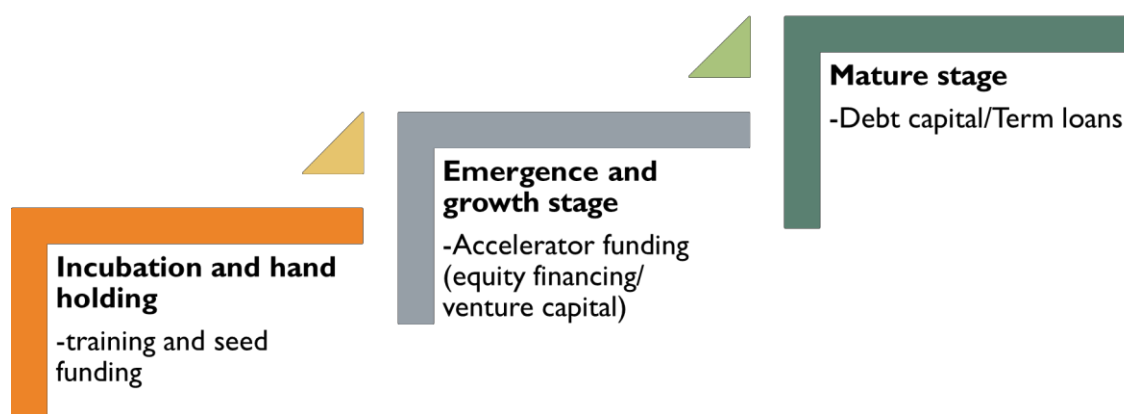 Incubation and hand
holding
-training and seed
funding
Emergence and
growth stage
-Accelerator funding
(equity financing/
venture capital)
Mature stage
-Debt capital/Term loans